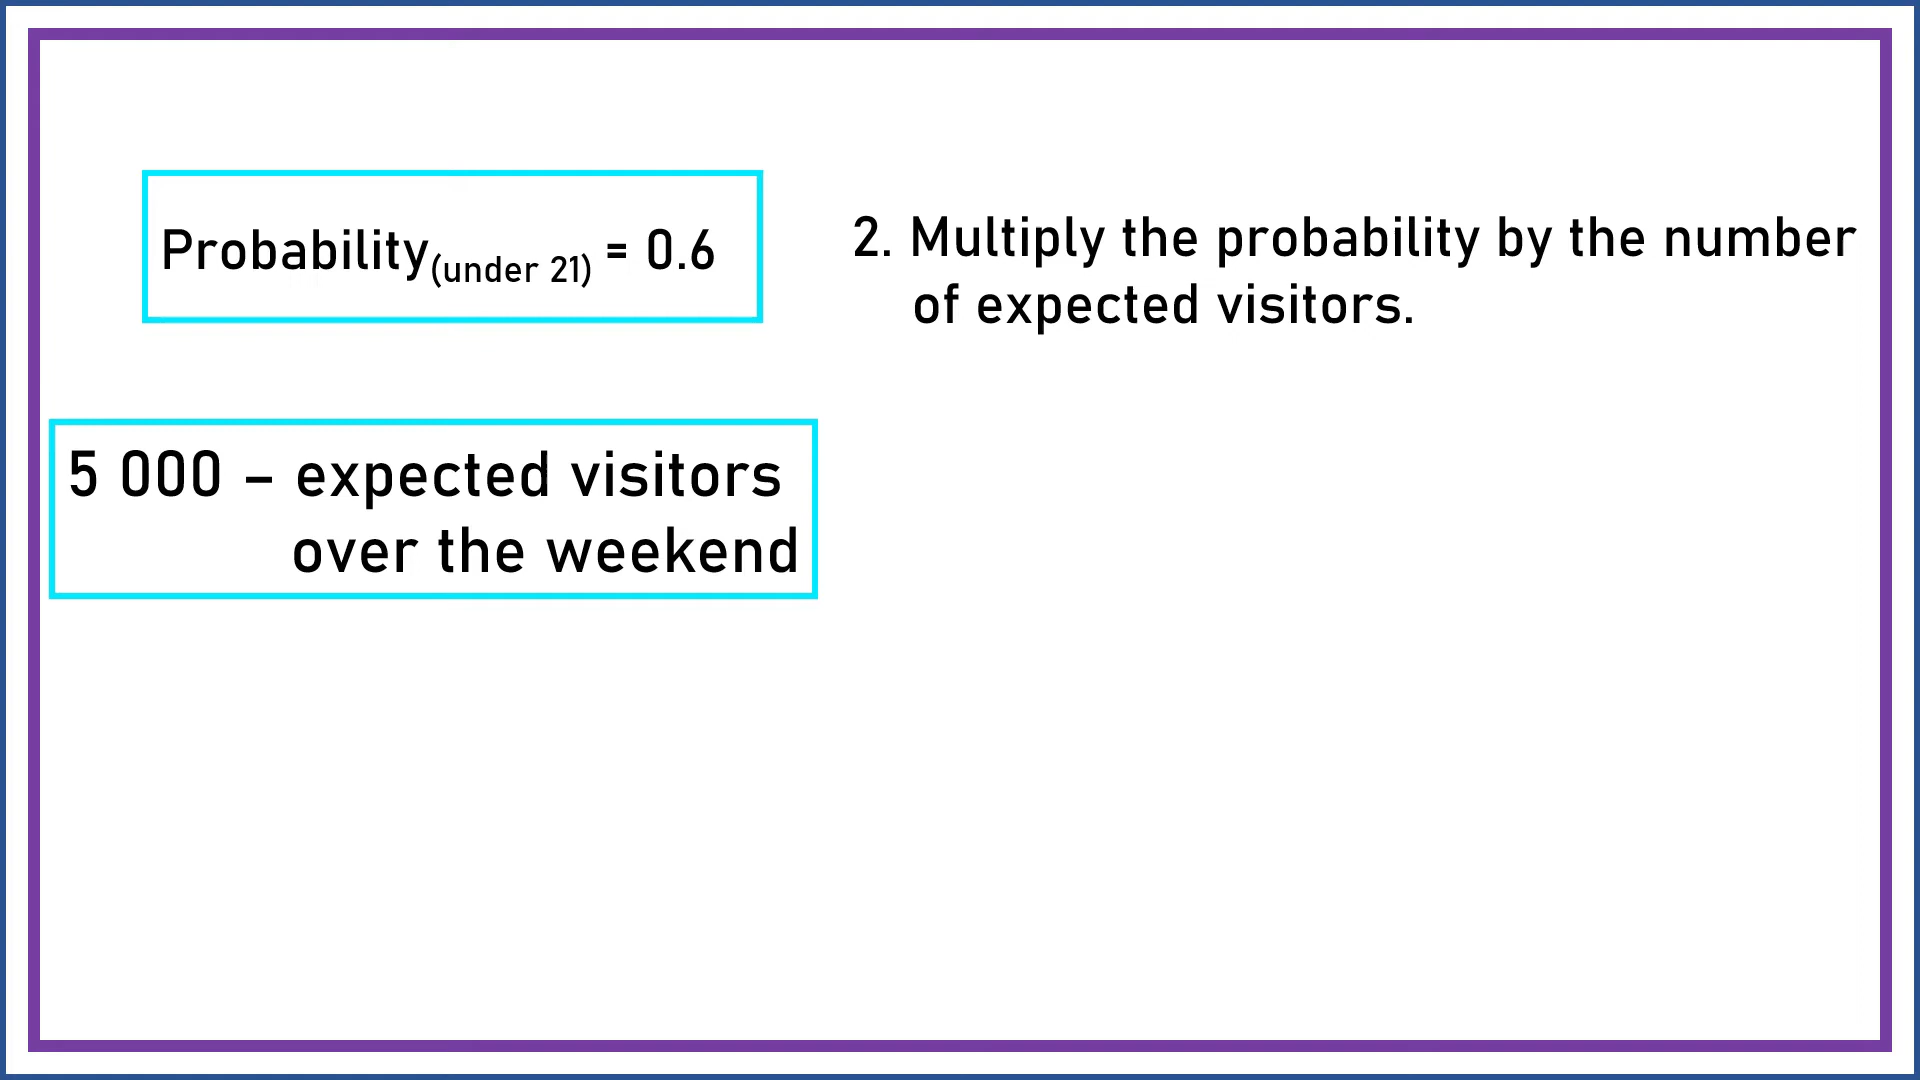 Probability(under 21) = 0.6
2. Multiply the probability by the number
of expected visitors.
5 000 – expected visitors
over the weekend